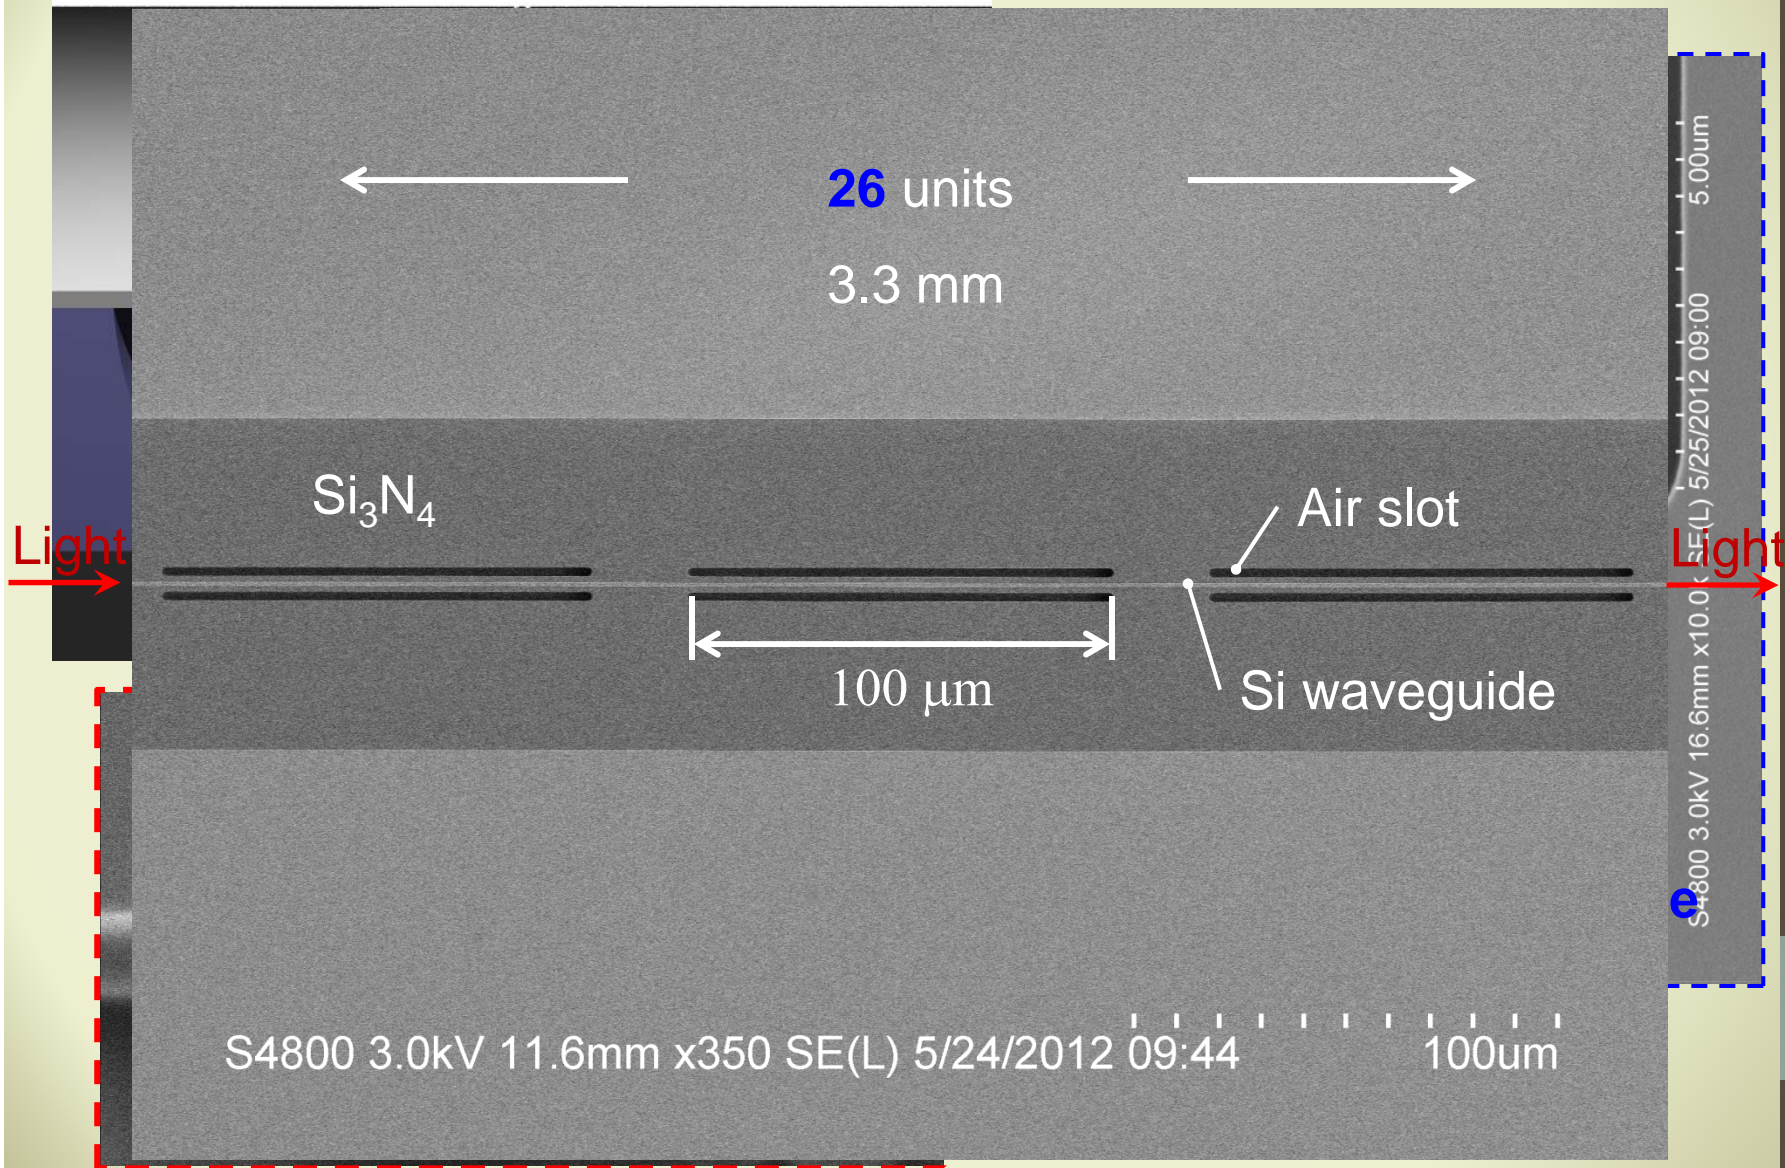 26 units
3.3 mm
Si₃N₄
Air slot
Light
Light
100 μm
Si waveguide
e
S4800 3.0kV 11.6mm x350 SE(L) 5/24/2012 09:44
100um
S4800 3.0kV 16.6mm x10.0k SE(L) 5/25/2012 09:00
5.00um